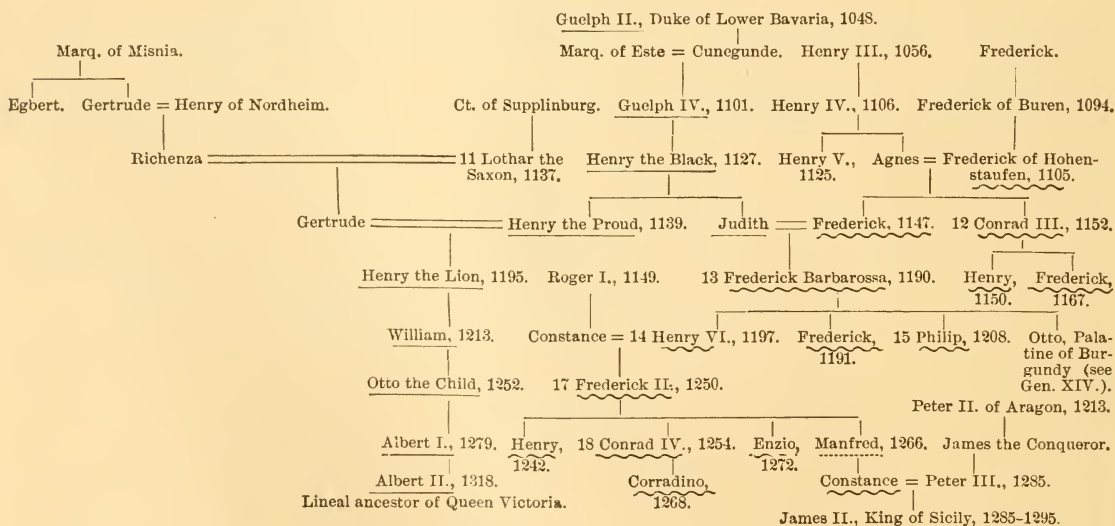 Guelph II., Duke of Lower Bavaria, 1048.
Marq. of Misnia.
Marq. of Este = Cunegunde.
Henry III., 1056.
Frederick.
Egbert.
Gertrude = Henry of Nordheim.
Ct. of Supplinburg.
Guelph IV., 1101.
Henry IV., 1106.
Frederick of Buren, 1094.
Richenza
11 Lothar the
Saxon, 1137.
Henry the Black, 1127.
Henry V.,
1125.
Agnes = Frederick of Hohen-
staufen, 1105.
Gertrude
Henry the Proud, 1139.
Judith
Frederick, 1147.
12 Conrad III., 1152.
Henry the Lion, 1195.
Roger I., 1149.
13 Frederick Barbarossa, 1190.
Henry,
1150.
Frederick,
1167.
William, 1213.
Constance = 14 Henry VI., 1197.
Frederick,
1191.
15 Philip, 1208.
Otto, Pala-
tine of Bur-
gundy (see
Gen. XIV.).
Otto the Child, 1252.
17 Frederick II., 1250.
Peter II. of Aragon, 1213.
Albert I., 1279.
Henry,
1242.
18 Conrad IV., 1254.
Enzio,
1272.
Manfred, 1266.
James the Conqueror.
Albert II., 1318.
Lineal ancestor of Queen Victoria.
Corradino,
1268.
Constance = Peter III., 1285.
James II., King of Sicily, 1285-1295.